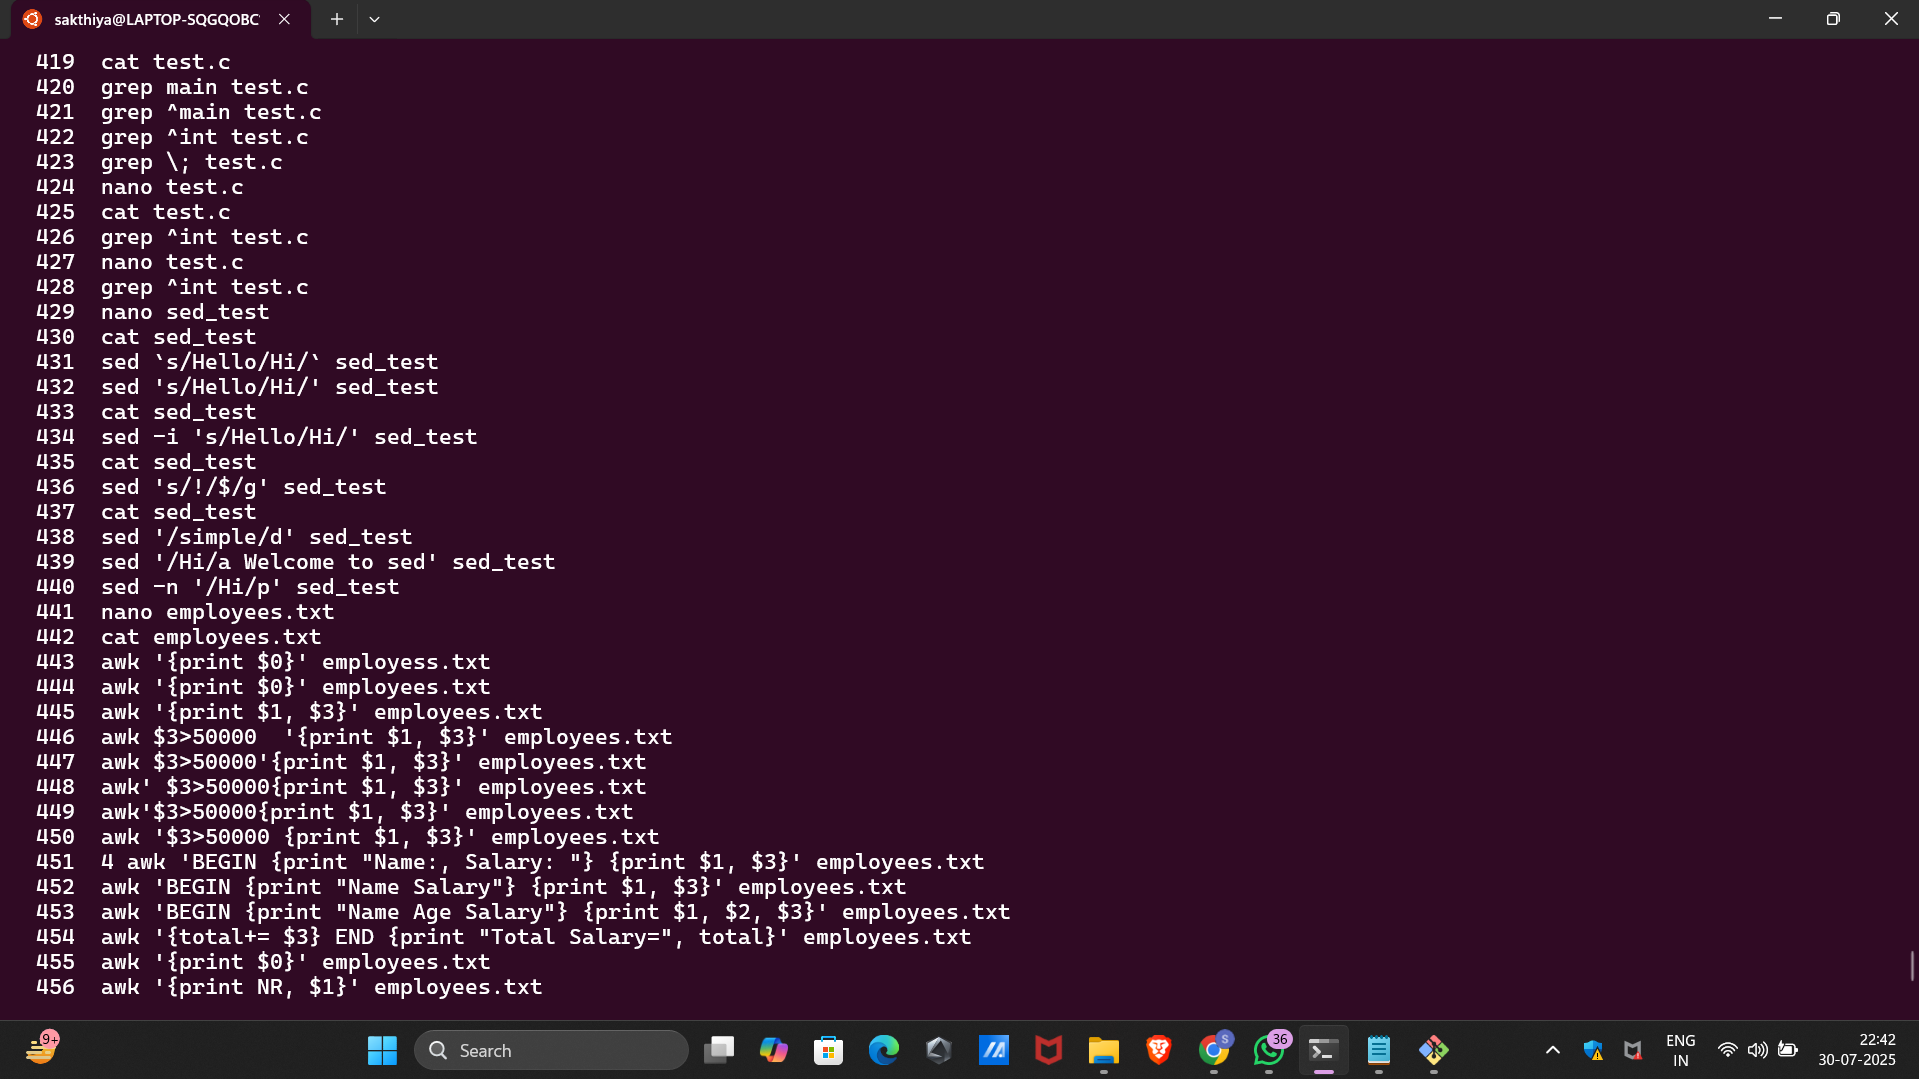 sakthiya@LAPTOP-SQGQOBC
419 cat test.c
420 grep main test.c
421 grep ^main test.c
422 grep ^int test.c
423 grep \; test.c
424 nano test.c
425 cat test.c
426 grep ^int test.c
427 nano test.c
428 grep ^int test.c
429 nano sed_test
430 cat sed_test
431 sed `s/Hello/Hi/` sed_test
432 sed 's/Hello/Hi/' sed_test
433 cat sed_test
434 sed -i 's/Hello/Hi/' sed_test
435 cat sed_test
436 sed 's/!/$/g' sed_test
437 cat sed_test
438 sed '/simple/d' sed_test
439 sed '/Hi/a Welcome to sed' sed_test
440 sed -n '/Hi/p' sed_test
441 nano employees.txt
442 cat employees.txt
443 awk '{print $0}' employess.txt
444 awk '{print $0}' employees.txt
445 awk '{print $1, $3}' employees.txt
446 awk $3>50000  '{print $1, $3}' employees.txt
447 awk $3>50000'{print $1, $3}' employees.txt
448 awk' $3>50000{print $1, $3}' employees.txt
449 awk'$3>50000{print $1, $3}' employees.txt
450 awk '$3>50000 {print $1, $3}' employees.txt
451 4 awk 'BEGIN {print "Name:, Salary: "} {print $1, $3}' employees.txt
452 awk 'BEGIN {print "Name Salary"} {print $1, $3}' employees.txt
453 awk 'BEGIN {print "Name Age Salary"} {print $1, $2, $3}' employees.txt
454 awk '{total+= $3} END {print "Total Salary=", total}' employees.txt
455 awk '{print $0}' employees.txt
456 awk '{print NR, $1}' employees.txt
9+
Search
S
36
ENG
IN
22:42
30-07-2025